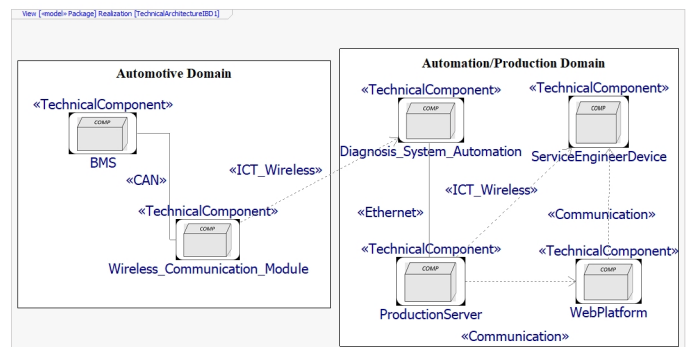 View [«model» Package] Realization [TechnicalArchitectureIBD1]
Automotive Domain
«TechnicalComponent»
COMP
BMS
«CAN»
«ICT_Wireless»
«TechnicalComponent»
COMP
Wireless_Communication_Module
Automation/Production Domain
«TechnicalComponent»
COMP
Diagnosis_System_Automation
«TechnicalComponent»
COMP
ServiceEngineerDevice
«ICT_Wireless»
«Ethernet»
«Communication»
«TechnicalComponent»
COMP
ProductionServer
«TechnicalComponent»
COMP
WebPlatform
«Communication»